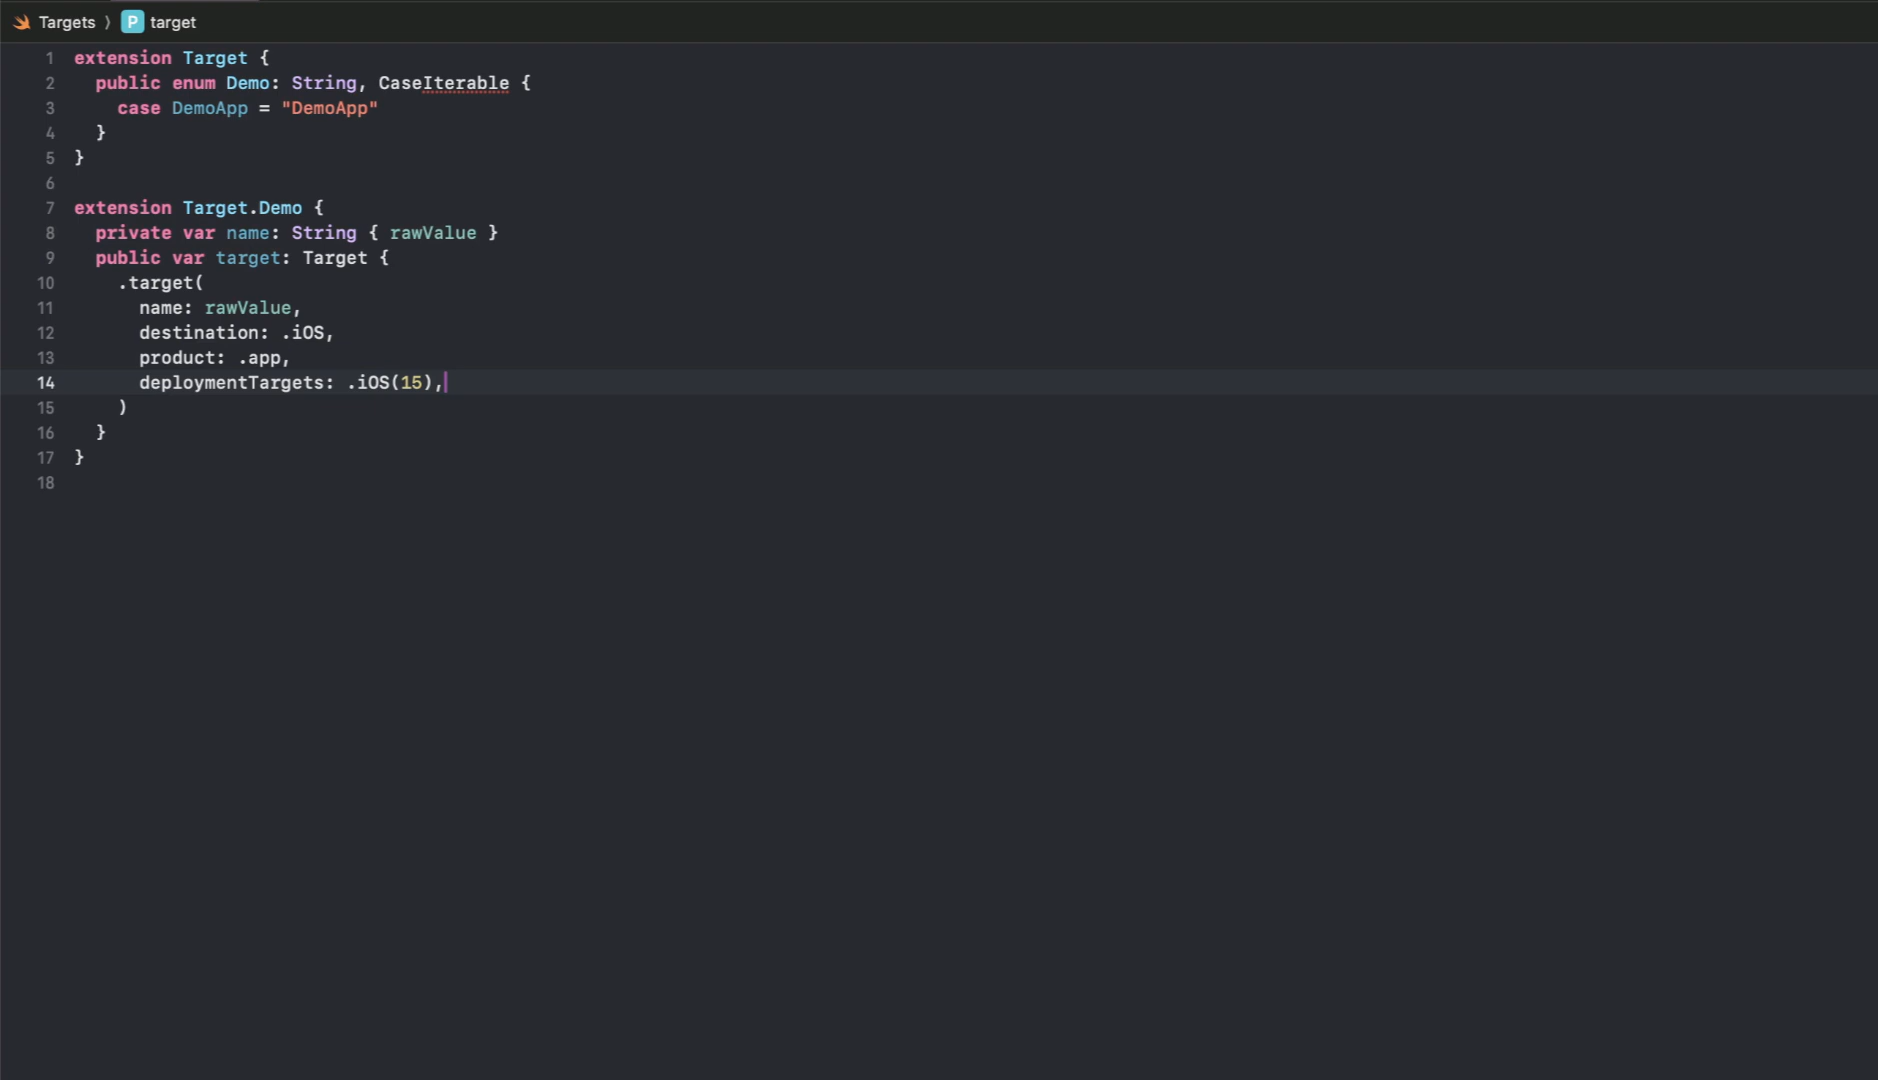 Targets 〉 P target
1 extension Target {
2 public enum Demo: String, CaseIterable {
3 case DemoApp = "DemoApp"
4 }
5 }
6
7 extension Target.Demo {
8 private var name: String { rawValue }
9 public var target: Target {
10 .target(
11 name: rawValue,
12 destination: .iOS,
13 product: .app,
14 deploymentTargets: .iOS(15),
15 )
16 }
17 }
18